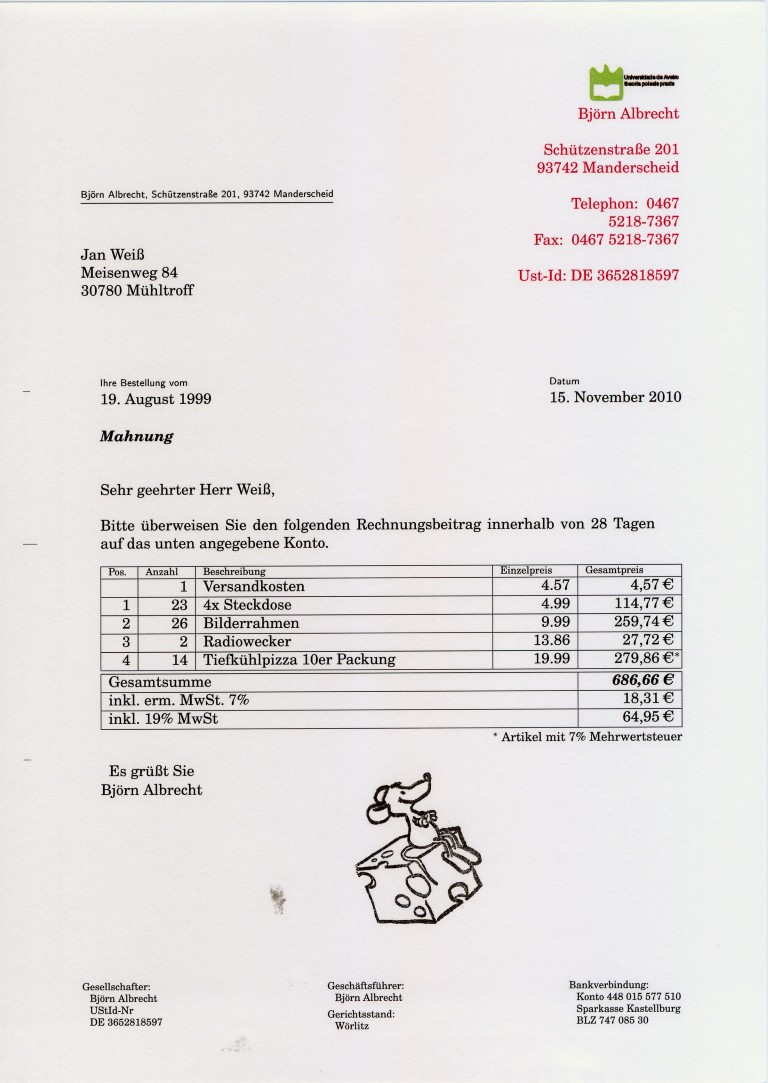 Universidade de Aveiro
theoria poiesis praxis
Björn Albrecht
Schützenstraße 201
93742 Manderscheid
Telephon: 0467
5218-7367
Fax: 0467 5218-7367
Ust-Id: DE 3652818597
Björn Albrecht, Schützenstraße 201, 93742 Manderscheid
Jan Weiß
Meisenweg 84
30780 Mühltroff
Ihre Bestellung vom Datum
19. August 1999 15. November 2010
Mahnung
Sehr geehrter Herr Weiß,
Bitte überweisen Sie den folgenden Rechnungsbeitrag innerhalb von 28 Tagen
auf das unten angegebene Konto.
Pos. Anzahl Beschreibung Einzelpreis Gesamtpreis
1 Versandkosten 4.57 4,57 €
1 23 4x Steckdose 4.99 114,77 €
2 26 Bilderrahmen 9.99 259,74 €
3 2 Radiowecker 13.86 27,72 €
4 14 Tiefkühlpizza 10er Packung 19.99 279,86 €*
Gesamtsumme 686,66 €
inkl. erm. MwSt. 7% 18,31 €
inkl. 19% MwSt 64,95 €
* Artikel mit 7% Mehrwertsteuer
Es grüßt Sie
Björn Albrecht
Gesellschafter:
Björn Albrecht
UStId-Nr
DE 3652818597
Geschäftsführer:
Björn Albrecht
Gerichtsstand:
Wörlitz
Bankverbindung:
Konto 448 015 577 510
Sparkasse Kastellburg
BLZ 747 085 30